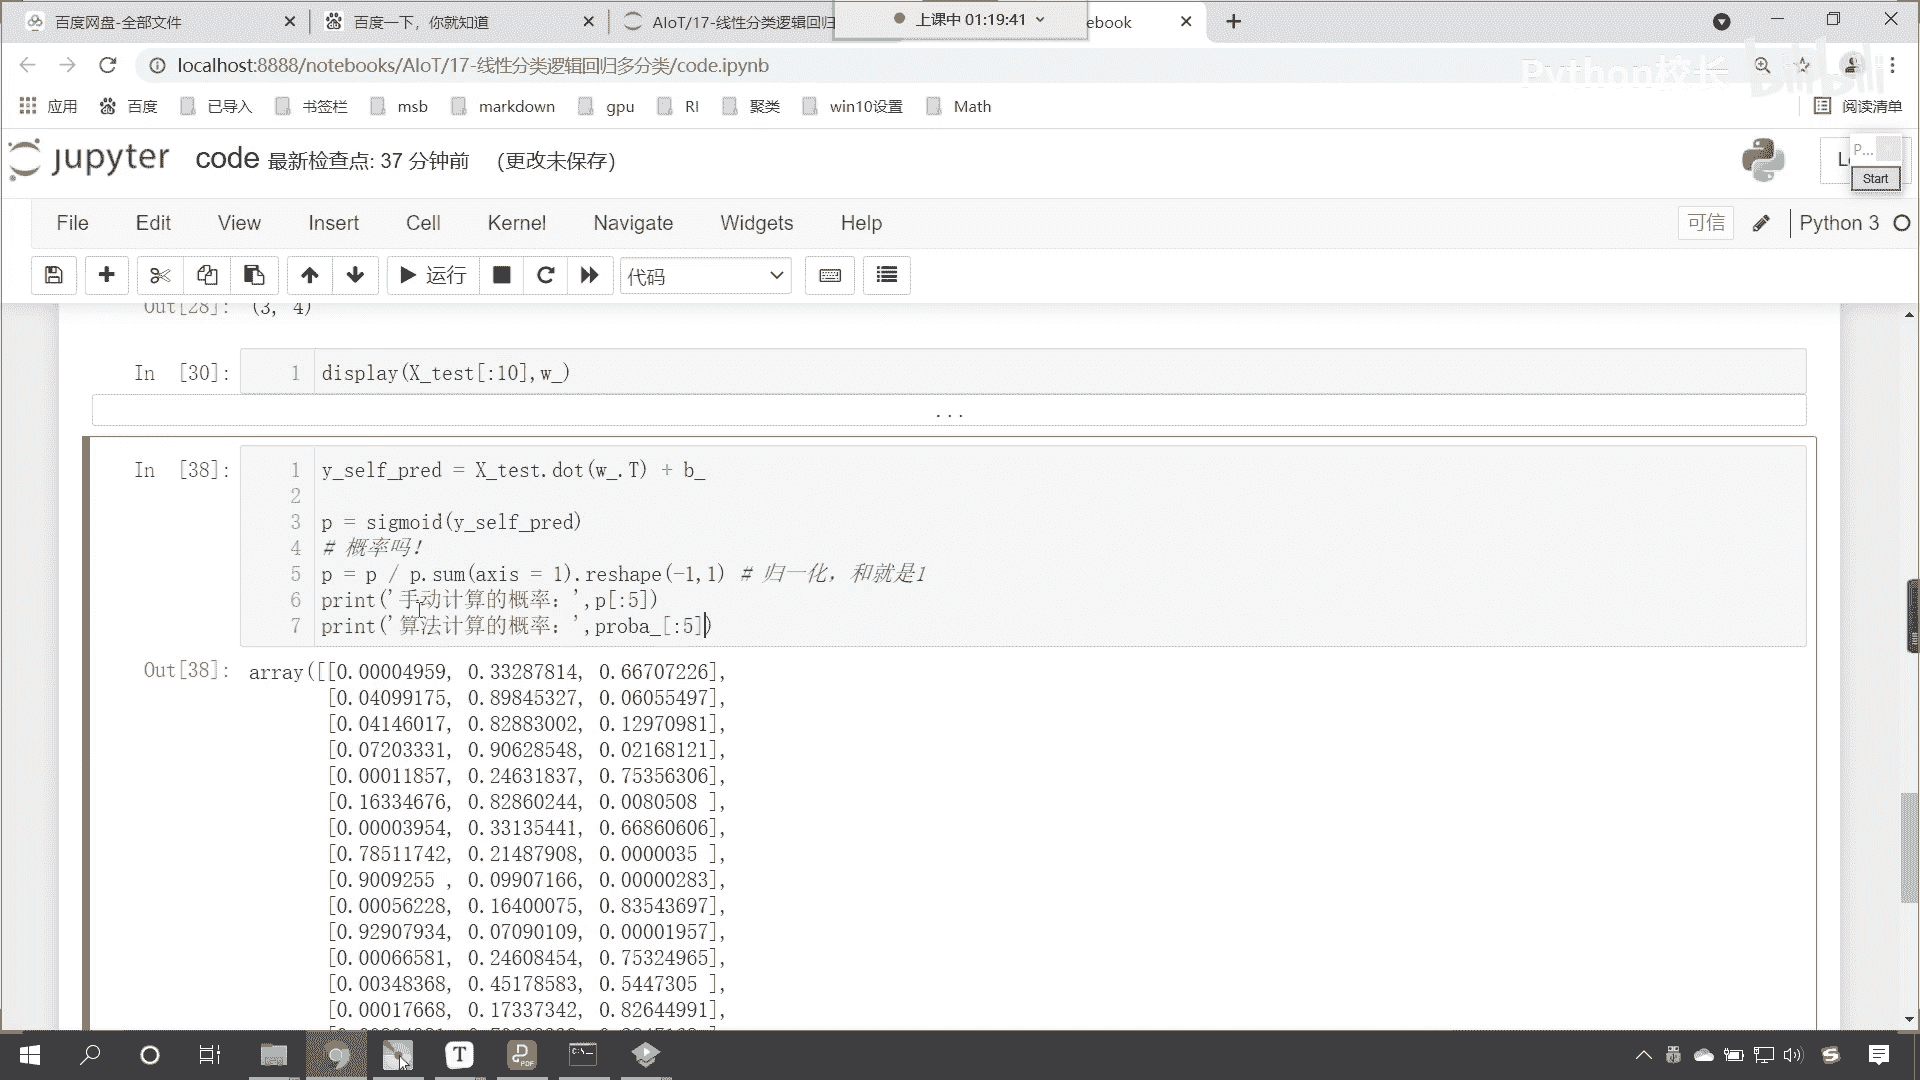 百度网盘-全部文件
百度一下，你就知道
AIoT/17-线性分类逻辑回归
上课中 01:19:41
ebook
localhost:8888/notebooks/AIoT/17-线性分类逻辑回归多分类/code.ipynb
Python校长
bilibili
应用 百度 已导入 书签栏 msb markdown gpu RI 聚类 win10设置 Math 阅读清单
jupyter code 最新检查点: 37 分钟前 (更改未保存)
P...
Start
File Edit View Insert Cell Kernel Navigate Widgets Help 可信 Python 3
运行 代码
Out[28]: (3, 4)
In [30]: 1 display(X_test[:10],w_)
...
In [38]: 1 y_self_pred = X_test.dot(w_.T) + b_
2
3 p = sigmoid(y_self_pred)
4 # 概率吗!
5 p = p / p.sum(axis = 1).reshape(-1,1) # 归一化, 和就是1
6 print('手动计算的概率: ',p[:5])
7 print('算法计算的概率: ',proba_[:5])
Out[38]: array([[0.00004959, 0.33287814, 0.66707226],
[0.04099175, 0.89845327, 0.06055497],
[0.04146017, 0.82883002, 0.12970981],
[0.07203331, 0.90628548, 0.02168121],
[0.00011857, 0.24631837, 0.75356306],
[0.16334676, 0.82860244, 0.0080508 ],
[0.00003954, 0.33135441, 0.66860606],
[0.78511742, 0.21487908, 0.0000035 ],
[0.9009255 , 0.09907166, 0.00000283],
[0.00056228, 0.16400075, 0.83543697],
[0.92907934, 0.07090109, 0.00001957],
[0.00066581, 0.24608454, 0.75324965],
[0.00348368, 0.45178583, 0.5447305 ],
[0.00017668, 0.17337342, 0.82644991],